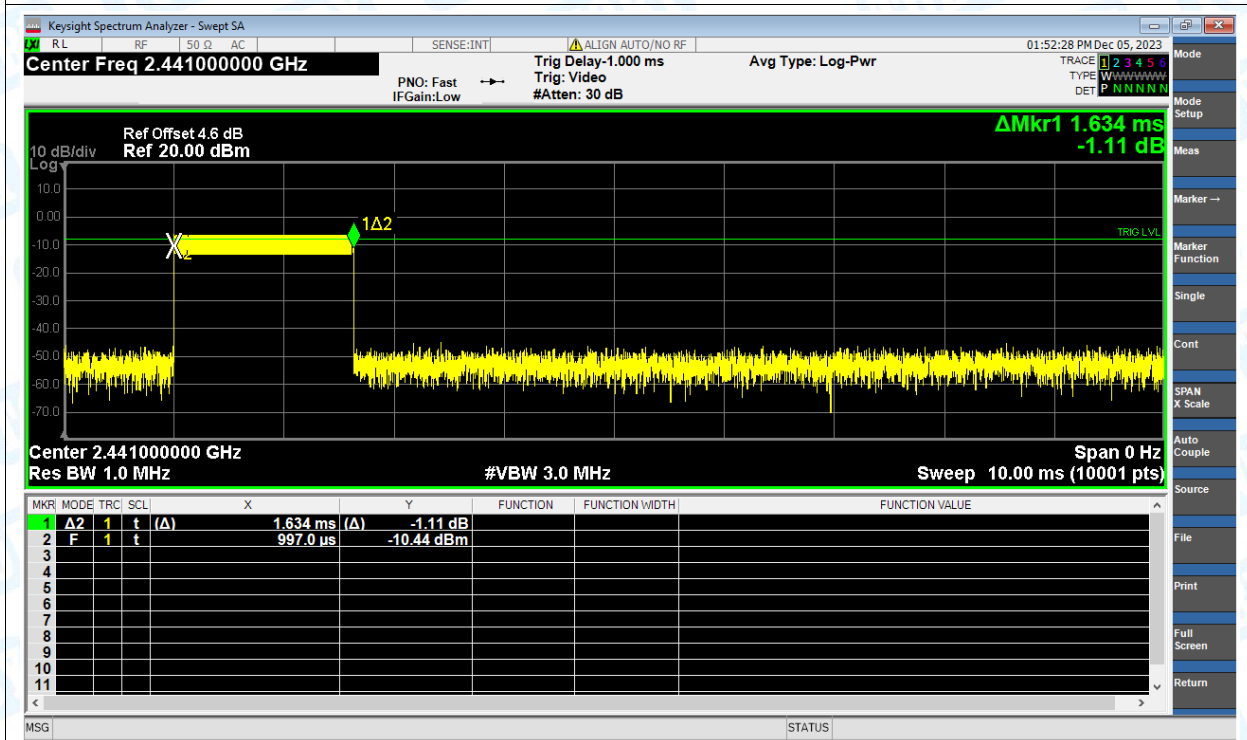 Keysight Spectrum Analyzer - Swept SA
LXI RL RF 50 Ω AC SENSE:INT ALIGN AUTO/NO RF 01:52:28 PM Dec 05, 2023
Center Freq 2.441000000 GHz
PNO: Fast
IFGain:Low
Trig Delay-1.000 ms
Trig: Video
#Atten: 30 dB
Avg Type: Log-Pwr
TRACE 1 2 3 4 5 6
TYPE WWWWWW
DET P N N N N N
ΔMkr1 1.634 ms
-1.11 dB
Ref Offset 4.6 dB
10 dB/div Ref 20.00 dBm
Log
10.0
0.00
-10.0
-20.0
-30.0
-40.0
-50.0
-60.0
-70.0
1Δ2
2
TRIG LVL
Center 2.441000000 GHz Span 0 Hz
Res BW 1.0 MHz #VBW 3.0 MHz Sweep 10.00 ms (10001 pts)
MKR MODE TRC SCL X Y FUNCTION FUNCTION WIDTH FUNCTION VALUE
1 Δ2 1 t (Δ) 1.634 ms (Δ) -1.11 dB
2 F 1 t 997.0 µs -10.44 dBm
3
4
5
6
7
8
9
10
11
MSG STATUS
Mode
Mode
Setup
Meas
Marker →
Marker
Function
Single
Cont
SPAN
X Scale
Auto
Couple
Source
File
Print
Full
Screen
Return